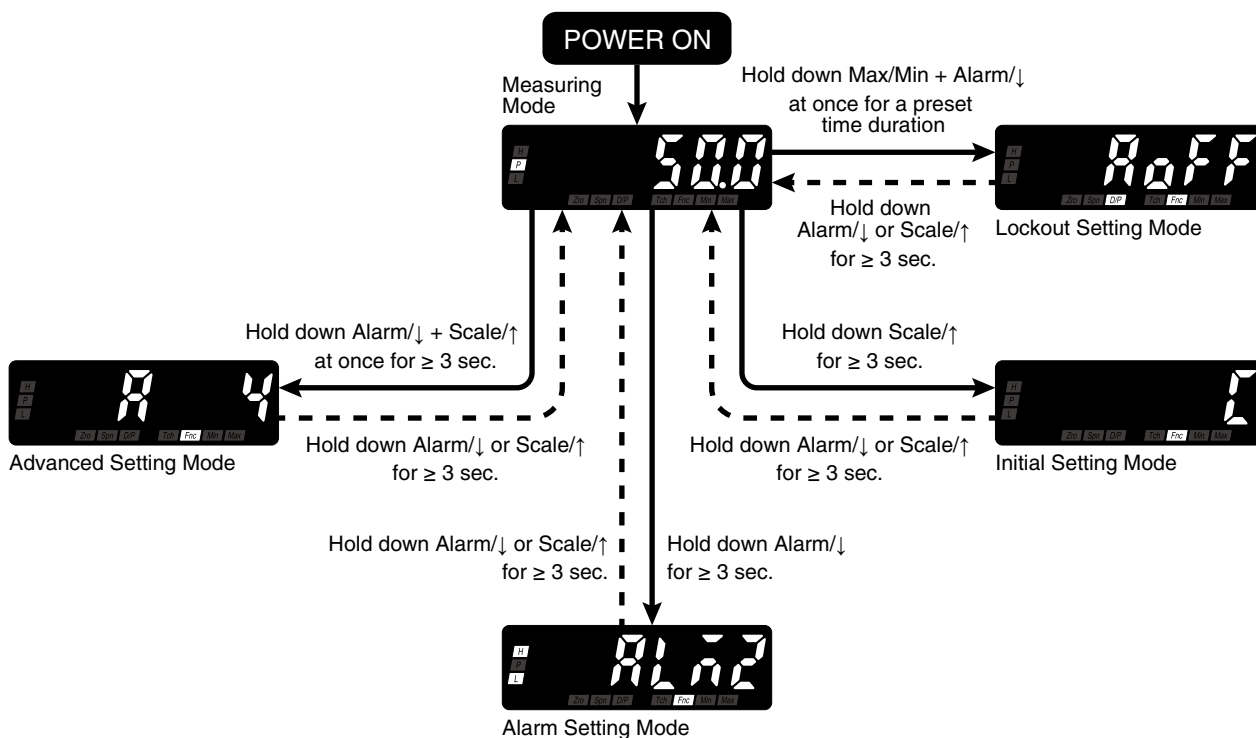 POWER ON
Measuring
Mode
H
P
L
50.0
Zro Spn D/P Tch Fnc Min Max
Hold down Max/Min + Alarm/↓
at once for a preset
time duration
H
P
L
AoFF
Zro Spn D/P Tch Fnc Min Max
Lockout Setting Mode
Hold down
Alarm/↓ or Scale/↑
for ≥ 3 sec.
Hold down Alarm/↓ + Scale/↑
at once for ≥ 3 sec.
Hold down Scale/↑
for ≥ 3 sec.
H
P
L
A 4
Zro Spn D/P Tch Fnc Min Max
Advanced Setting Mode
Hold down Alarm/↓ or Scale/↑
for ≥ 3 sec.
Hold down Alarm/↓ or Scale/↑
for ≥ 3 sec.
H
P
L
C
Zro Spn D/P Tch Fnc Min Max
Initial Setting Mode
Hold down Alarm/↓ or Scale/↑
for ≥ 3 sec.
Hold down Alarm/↓
for ≥ 3 sec.
H
P
L
ALM2
Zro Spn D/P Tch Fnc Min Max
Alarm Setting Mode